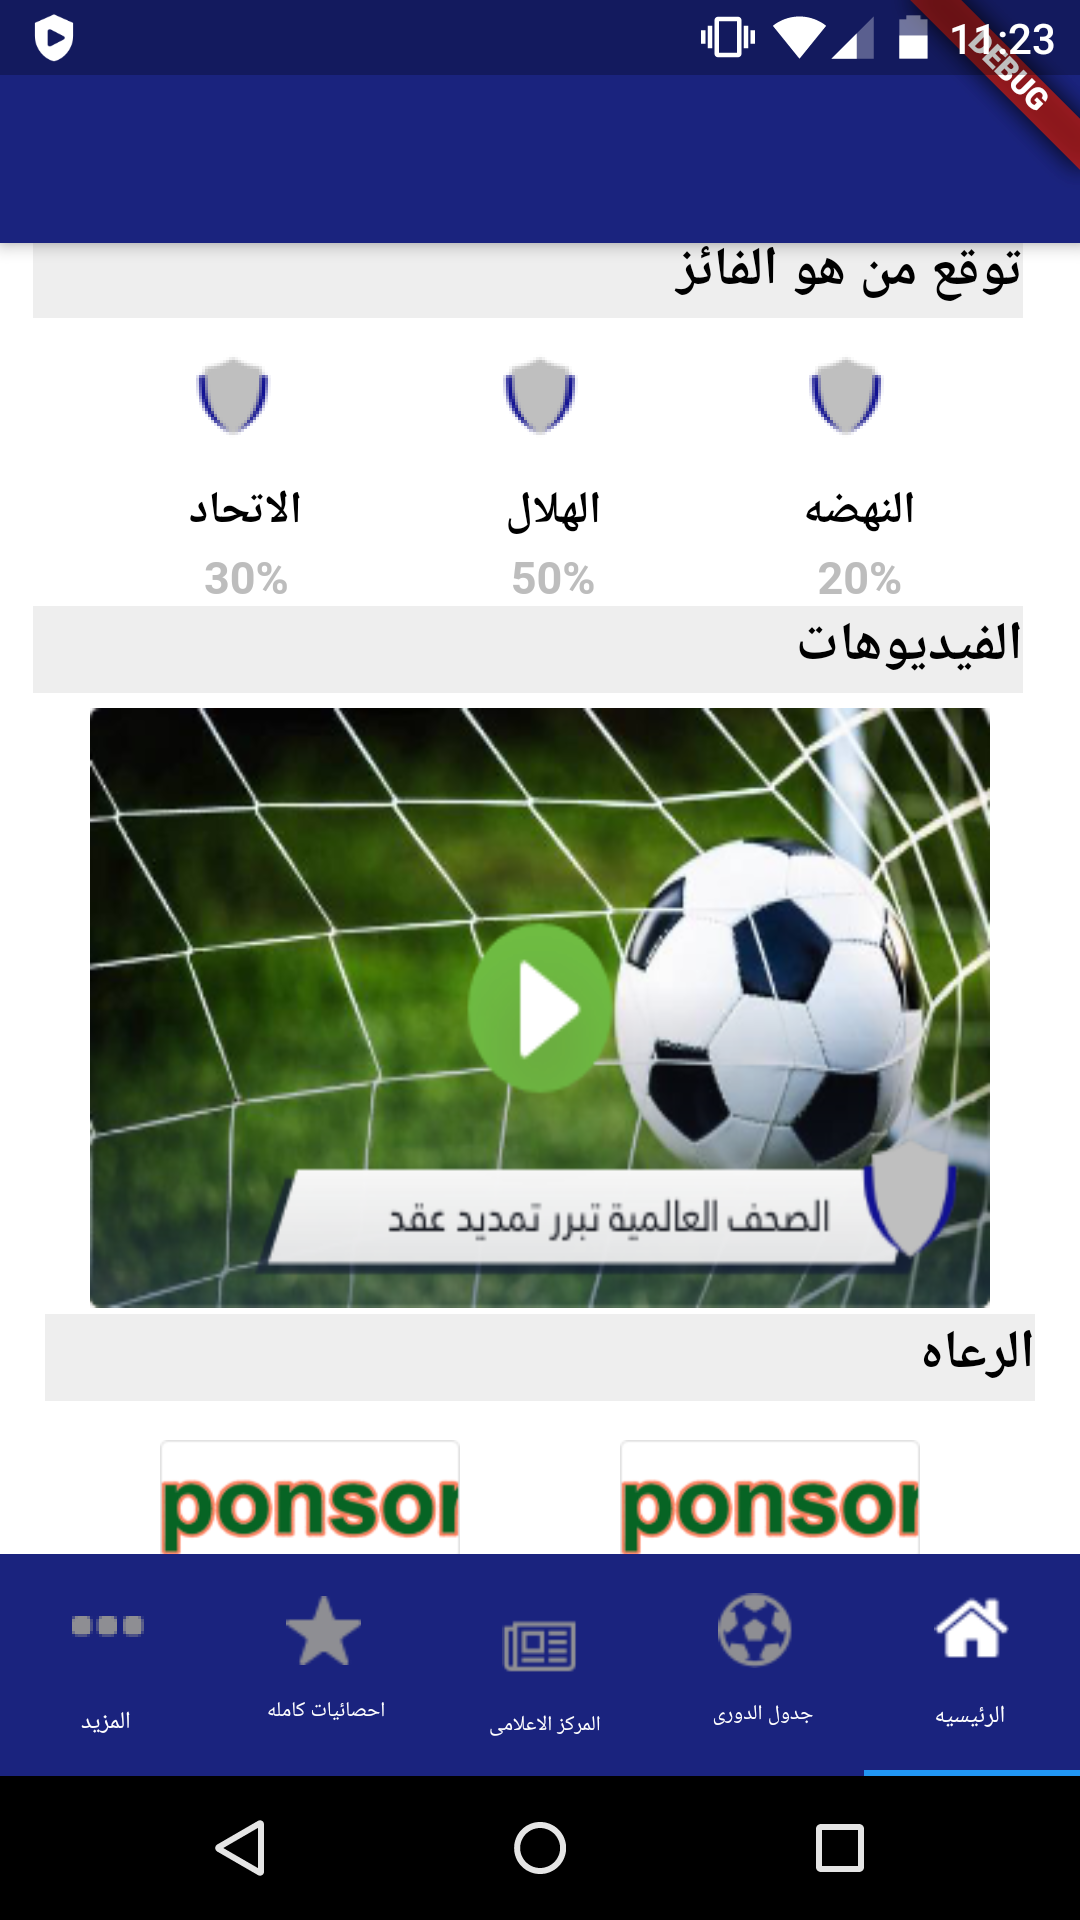 11:23
DEBUG
توقع من هو الفائز
النهضه
الهلال
الاتحاد
20%
50%
30%
الفيديوهات
الصحف العالمية تبرر تمديد عقد
الرعاه
ponsor
ponsor
الرئيسيه
جدول الدورى
المركز الاعلامى
احصائيات كامله
المزيد